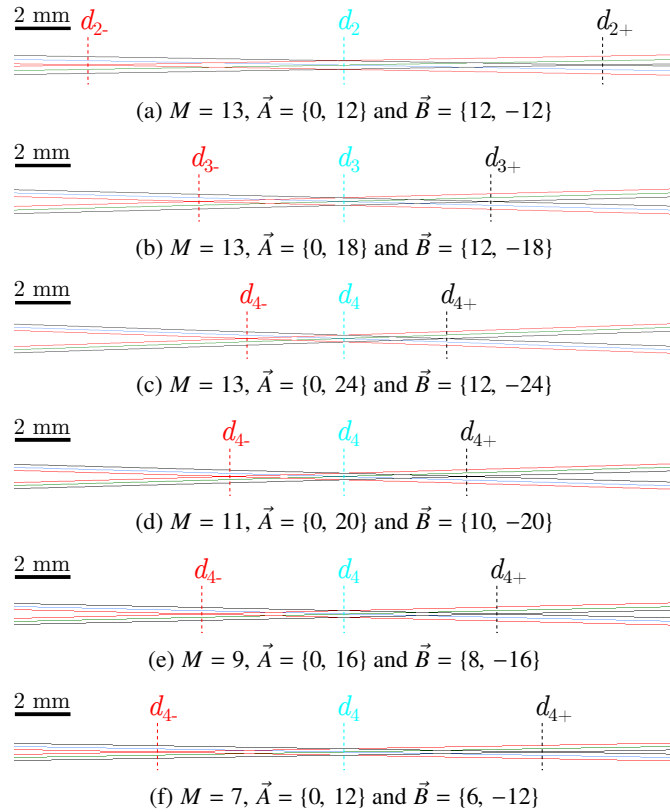 2 mm d₂₋ d₂ d₂₊
(a) M = 13, A⃗ = {0, 12} and B⃗ = {12, −12}
2 mm d₃₋ d₃ d₃₊
(b) M = 13, A⃗ = {0, 18} and B⃗ = {12, −18}
2 mm d₄₋ d₄ d₄₊
(c) M = 13, A⃗ = {0, 24} and B⃗ = {12, −24}
2 mm d₄₋ d₄ d₄₊
(d) M = 11, A⃗ = {0, 20} and B⃗ = {10, −20}
2 mm d₄₋ d₄ d₄₊
(e) M = 9, A⃗ = {0, 16} and B⃗ = {8, −16}
2 mm d₄₋ d₄ d₄₊
(f) M = 7, A⃗ = {0, 12} and B⃗ = {6, −12}